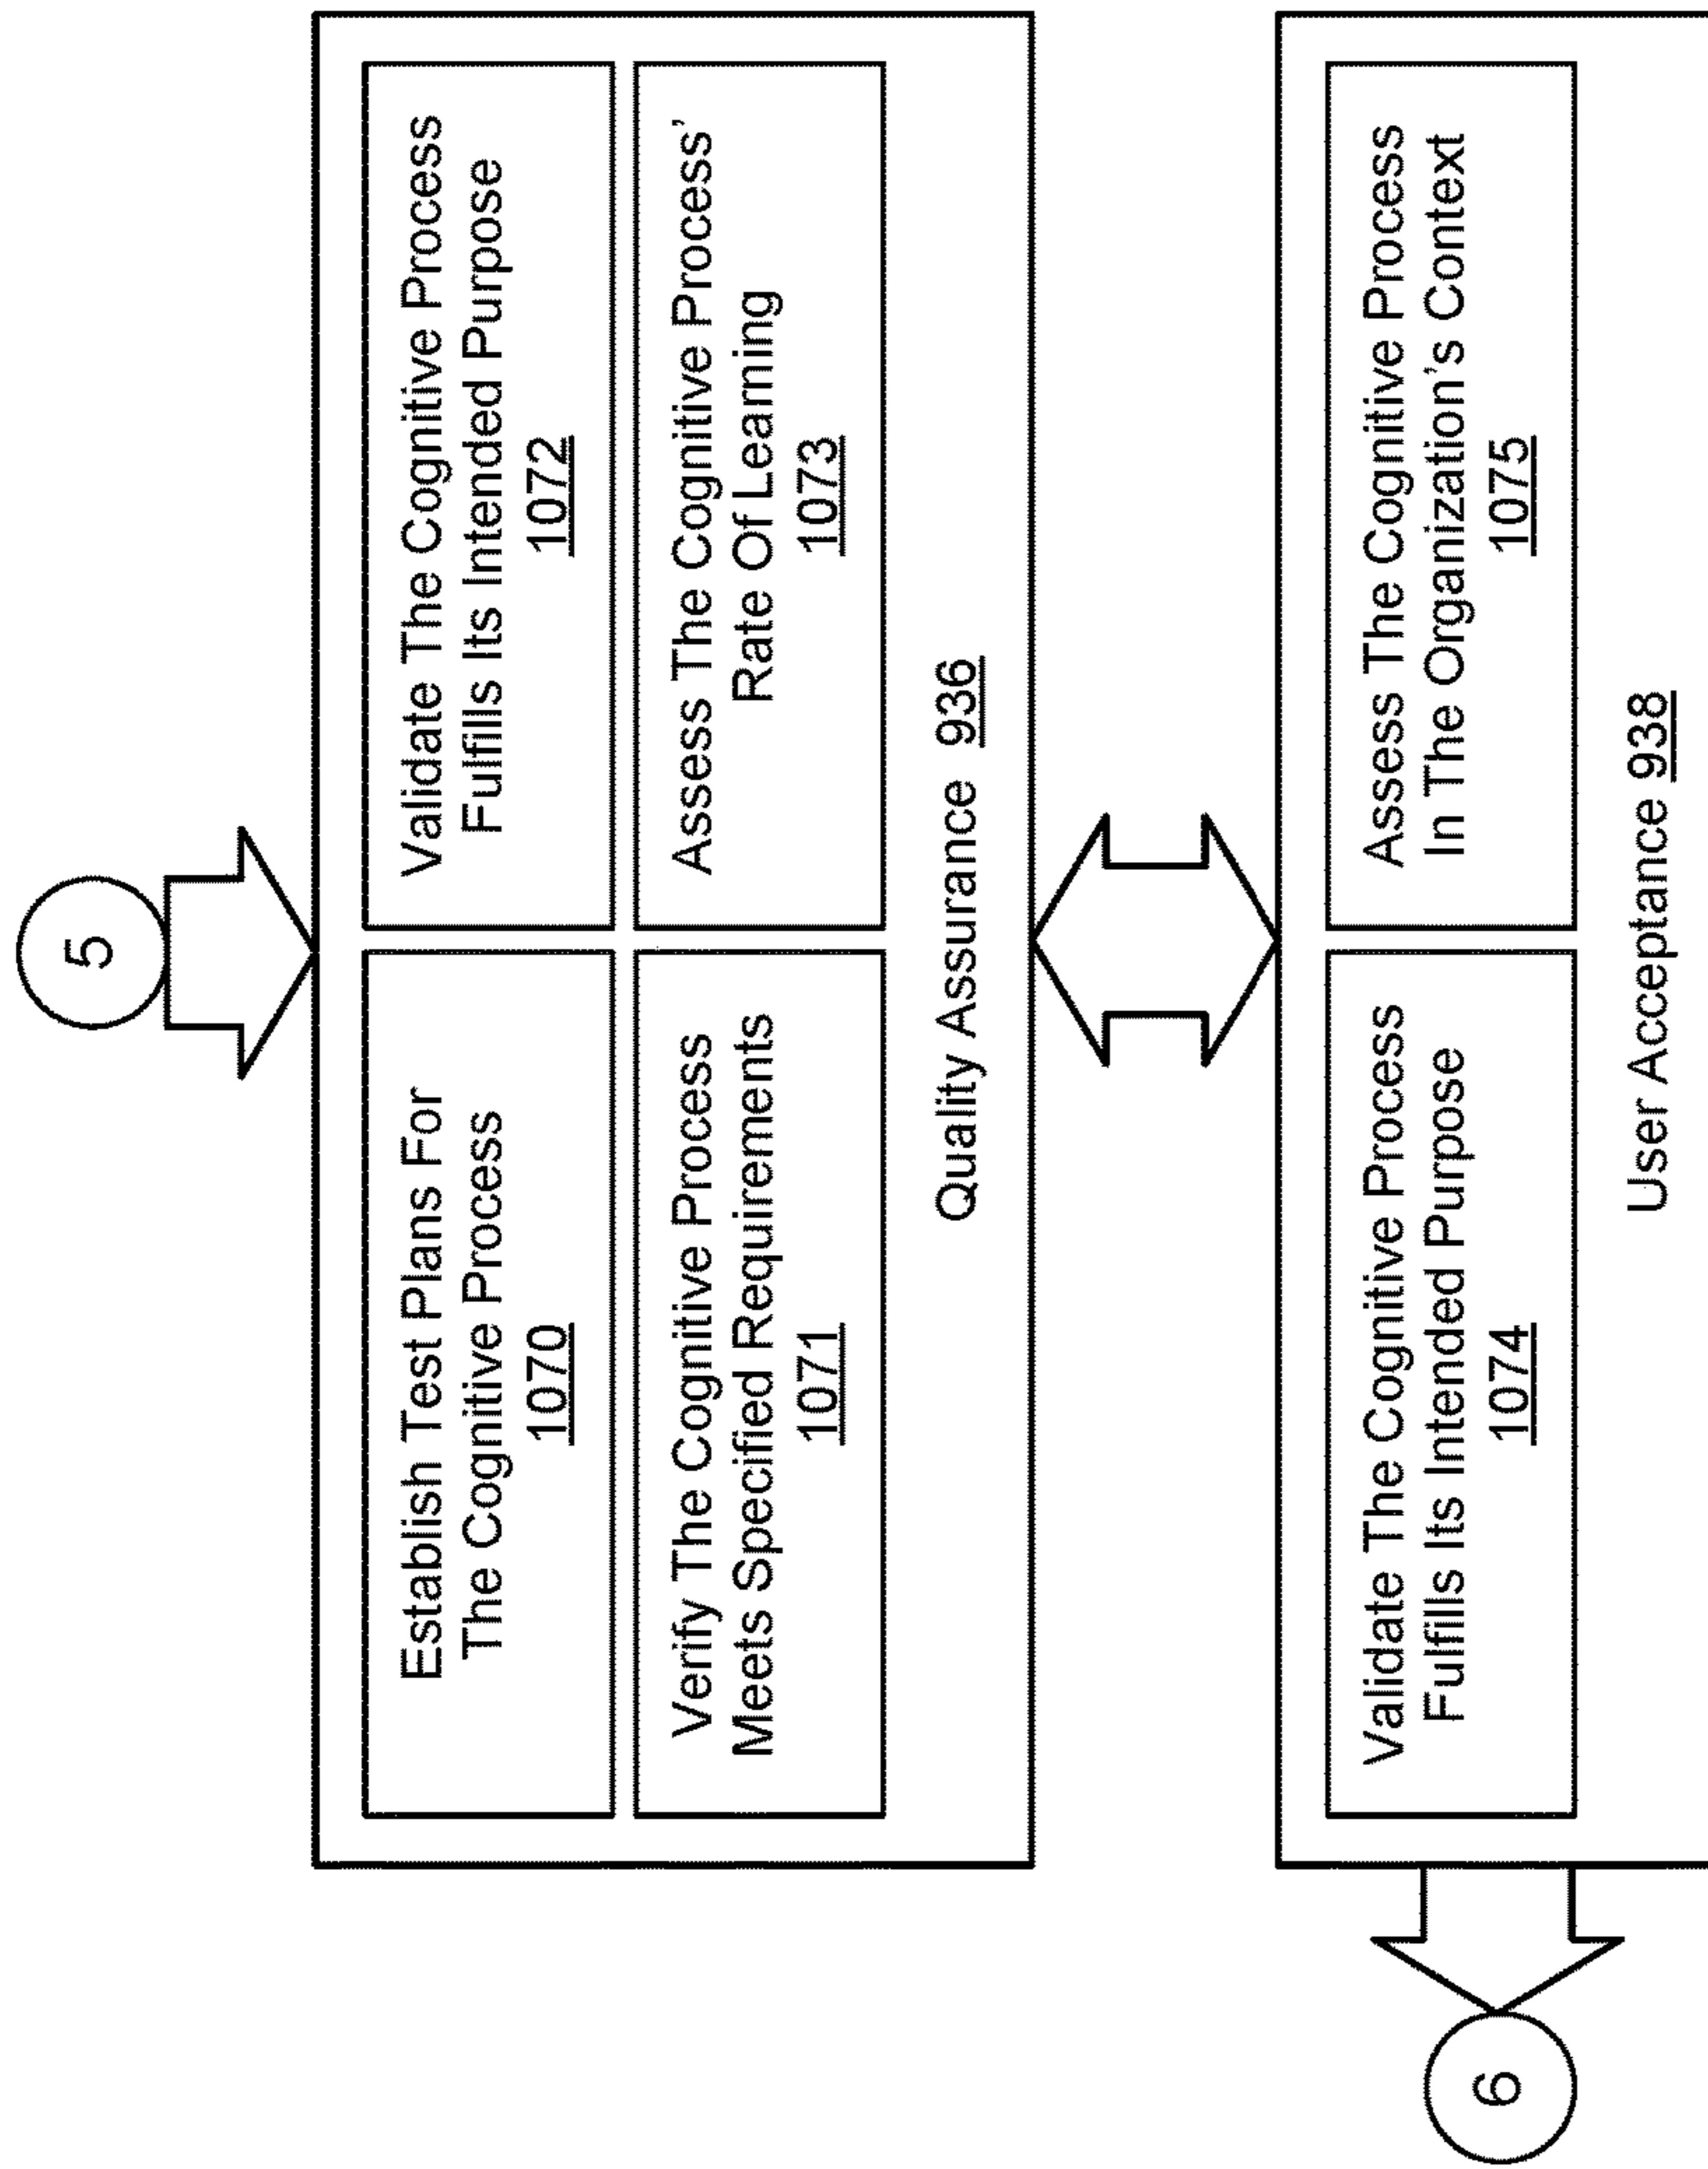 5
Establish Test Plans For
The Cognitive Process
1070
Validate The Cognitive Process
Fulfills Its Intended Purpose
1072
Verify The Cognitive Process
Meets Specified Requirements
1071
Assess The Cognitive Process'
Rate Of Learning
1073
Quality Assurance 936
6
Validate The Cognitive Process
Fulfills Its Intended Purpose
1074
Assess The Cognitive Process
In The Organization's Context
1075
User Acceptance 938